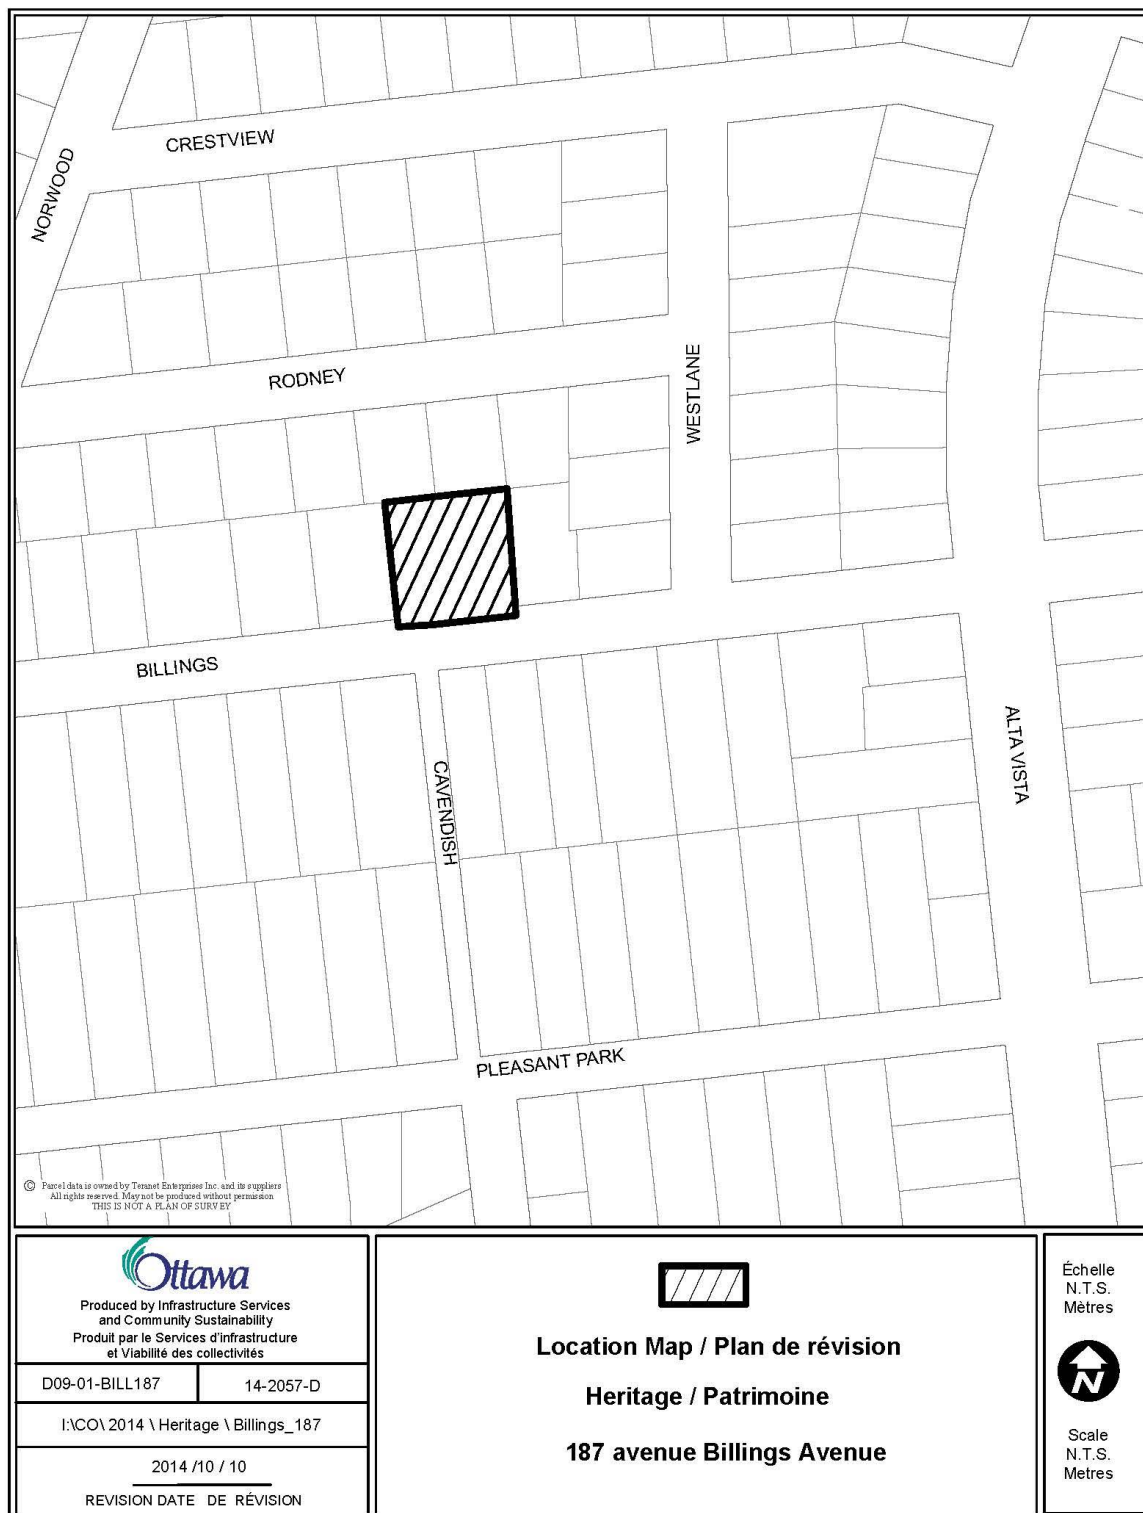 CRESTVIEW
NORWOOD
RODNEY
WESTLANE
BILLINGS
ALTA VISTA
CAVENDISH
PLEASANT PARK
© Parcel data is owned by Teranet Enterprises Inc. and its suppliers
All rights reserved. May not be produced without permission
THIS IS NOT A PLAN OF SURVEY
Ottawa
Produced by Infrastructure Services
and Community Sustainability
Produit par le Services d'infrastructure
et Viabilité des collectivités
D09-01-BILL187
14-2057-D
I:\CO\ 2014 \ Heritage \ Billings_187
2014 /10 / 10
REVISION DATE DE RÉVISION
Location Map / Plan de révision
Heritage / Patrimoine
187 avenue Billings Avenue
Échelle
N.T.S.
Mètres
N
Scale
N.T.S.
Metres